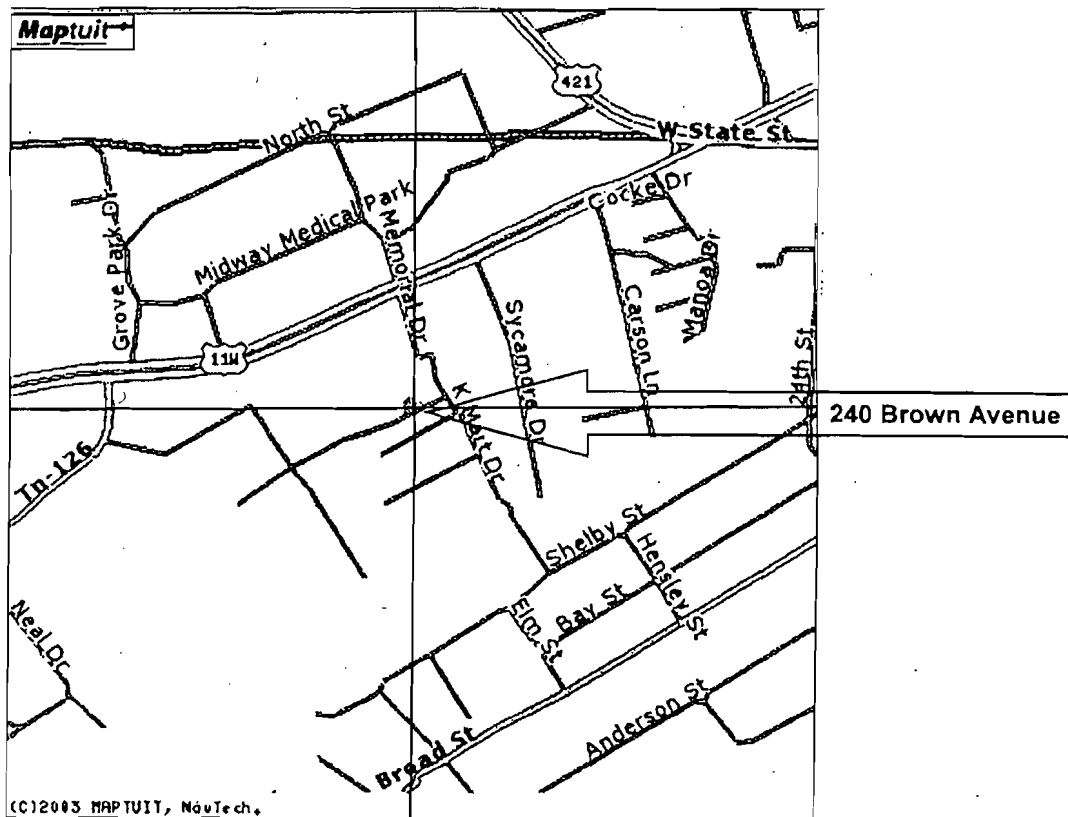 Maptuit
421
W State St
North St
Cocke Dr
Midway Medical Park
Memorial Dr
Grove Park Dr
Manoa Dr
Sycamore Dr
Carson Ln
11W
24th St
K Mart Dr
240 Brown Avenue
Tn-126
Shelby St
Hensley St
Bay St
Elm St
Neal Dr
Anderson St
Broad St
(C)2003 MAPTUIT, NavTech.